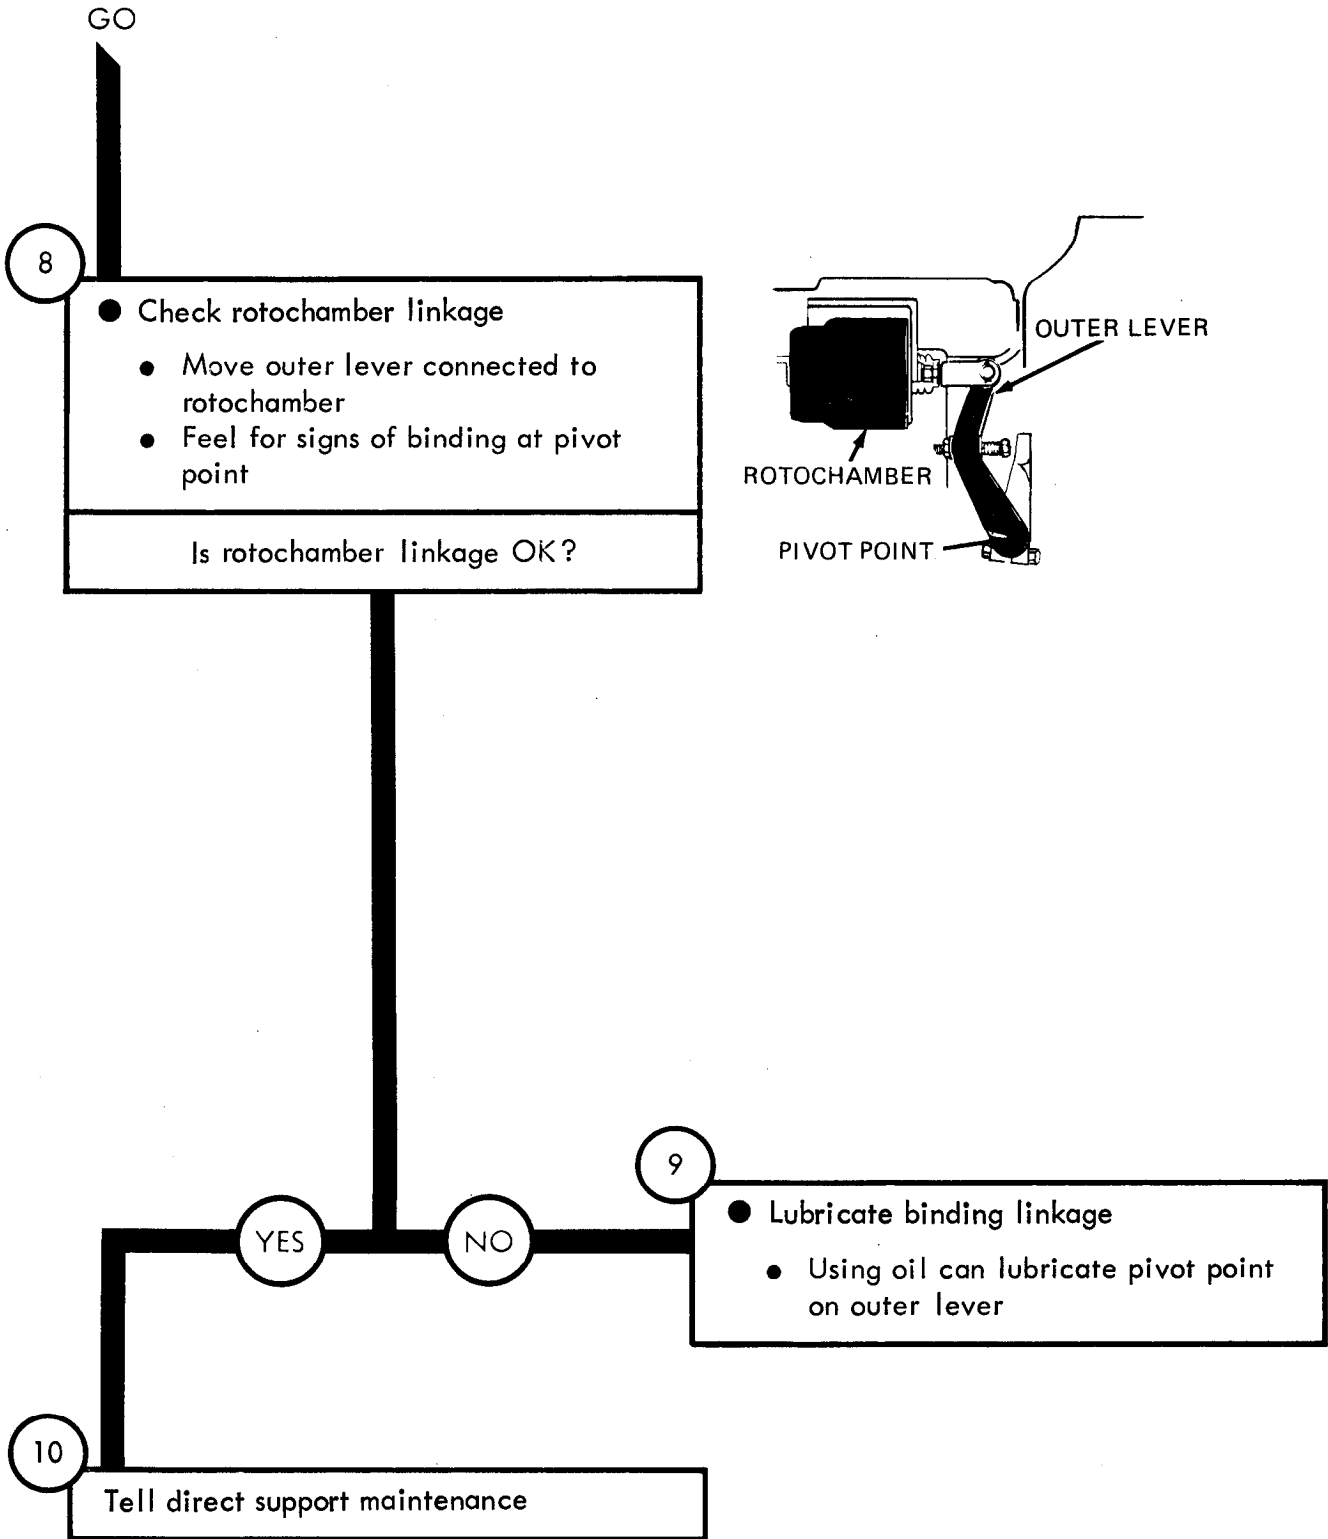 GO
8
● Check rotochamber linkage
● Move outer lever connected to
rotochamber
● Feel for signs of binding at pivot
point
Is rotochamber linkage OK?
OUTER LEVER
ROTOCHAMBER
PIVOT POINT
YES
NO
9
● Lubricate binding linkage
● Using oil can lubricate pivot point
on outer lever
10
Tell direct support maintenance